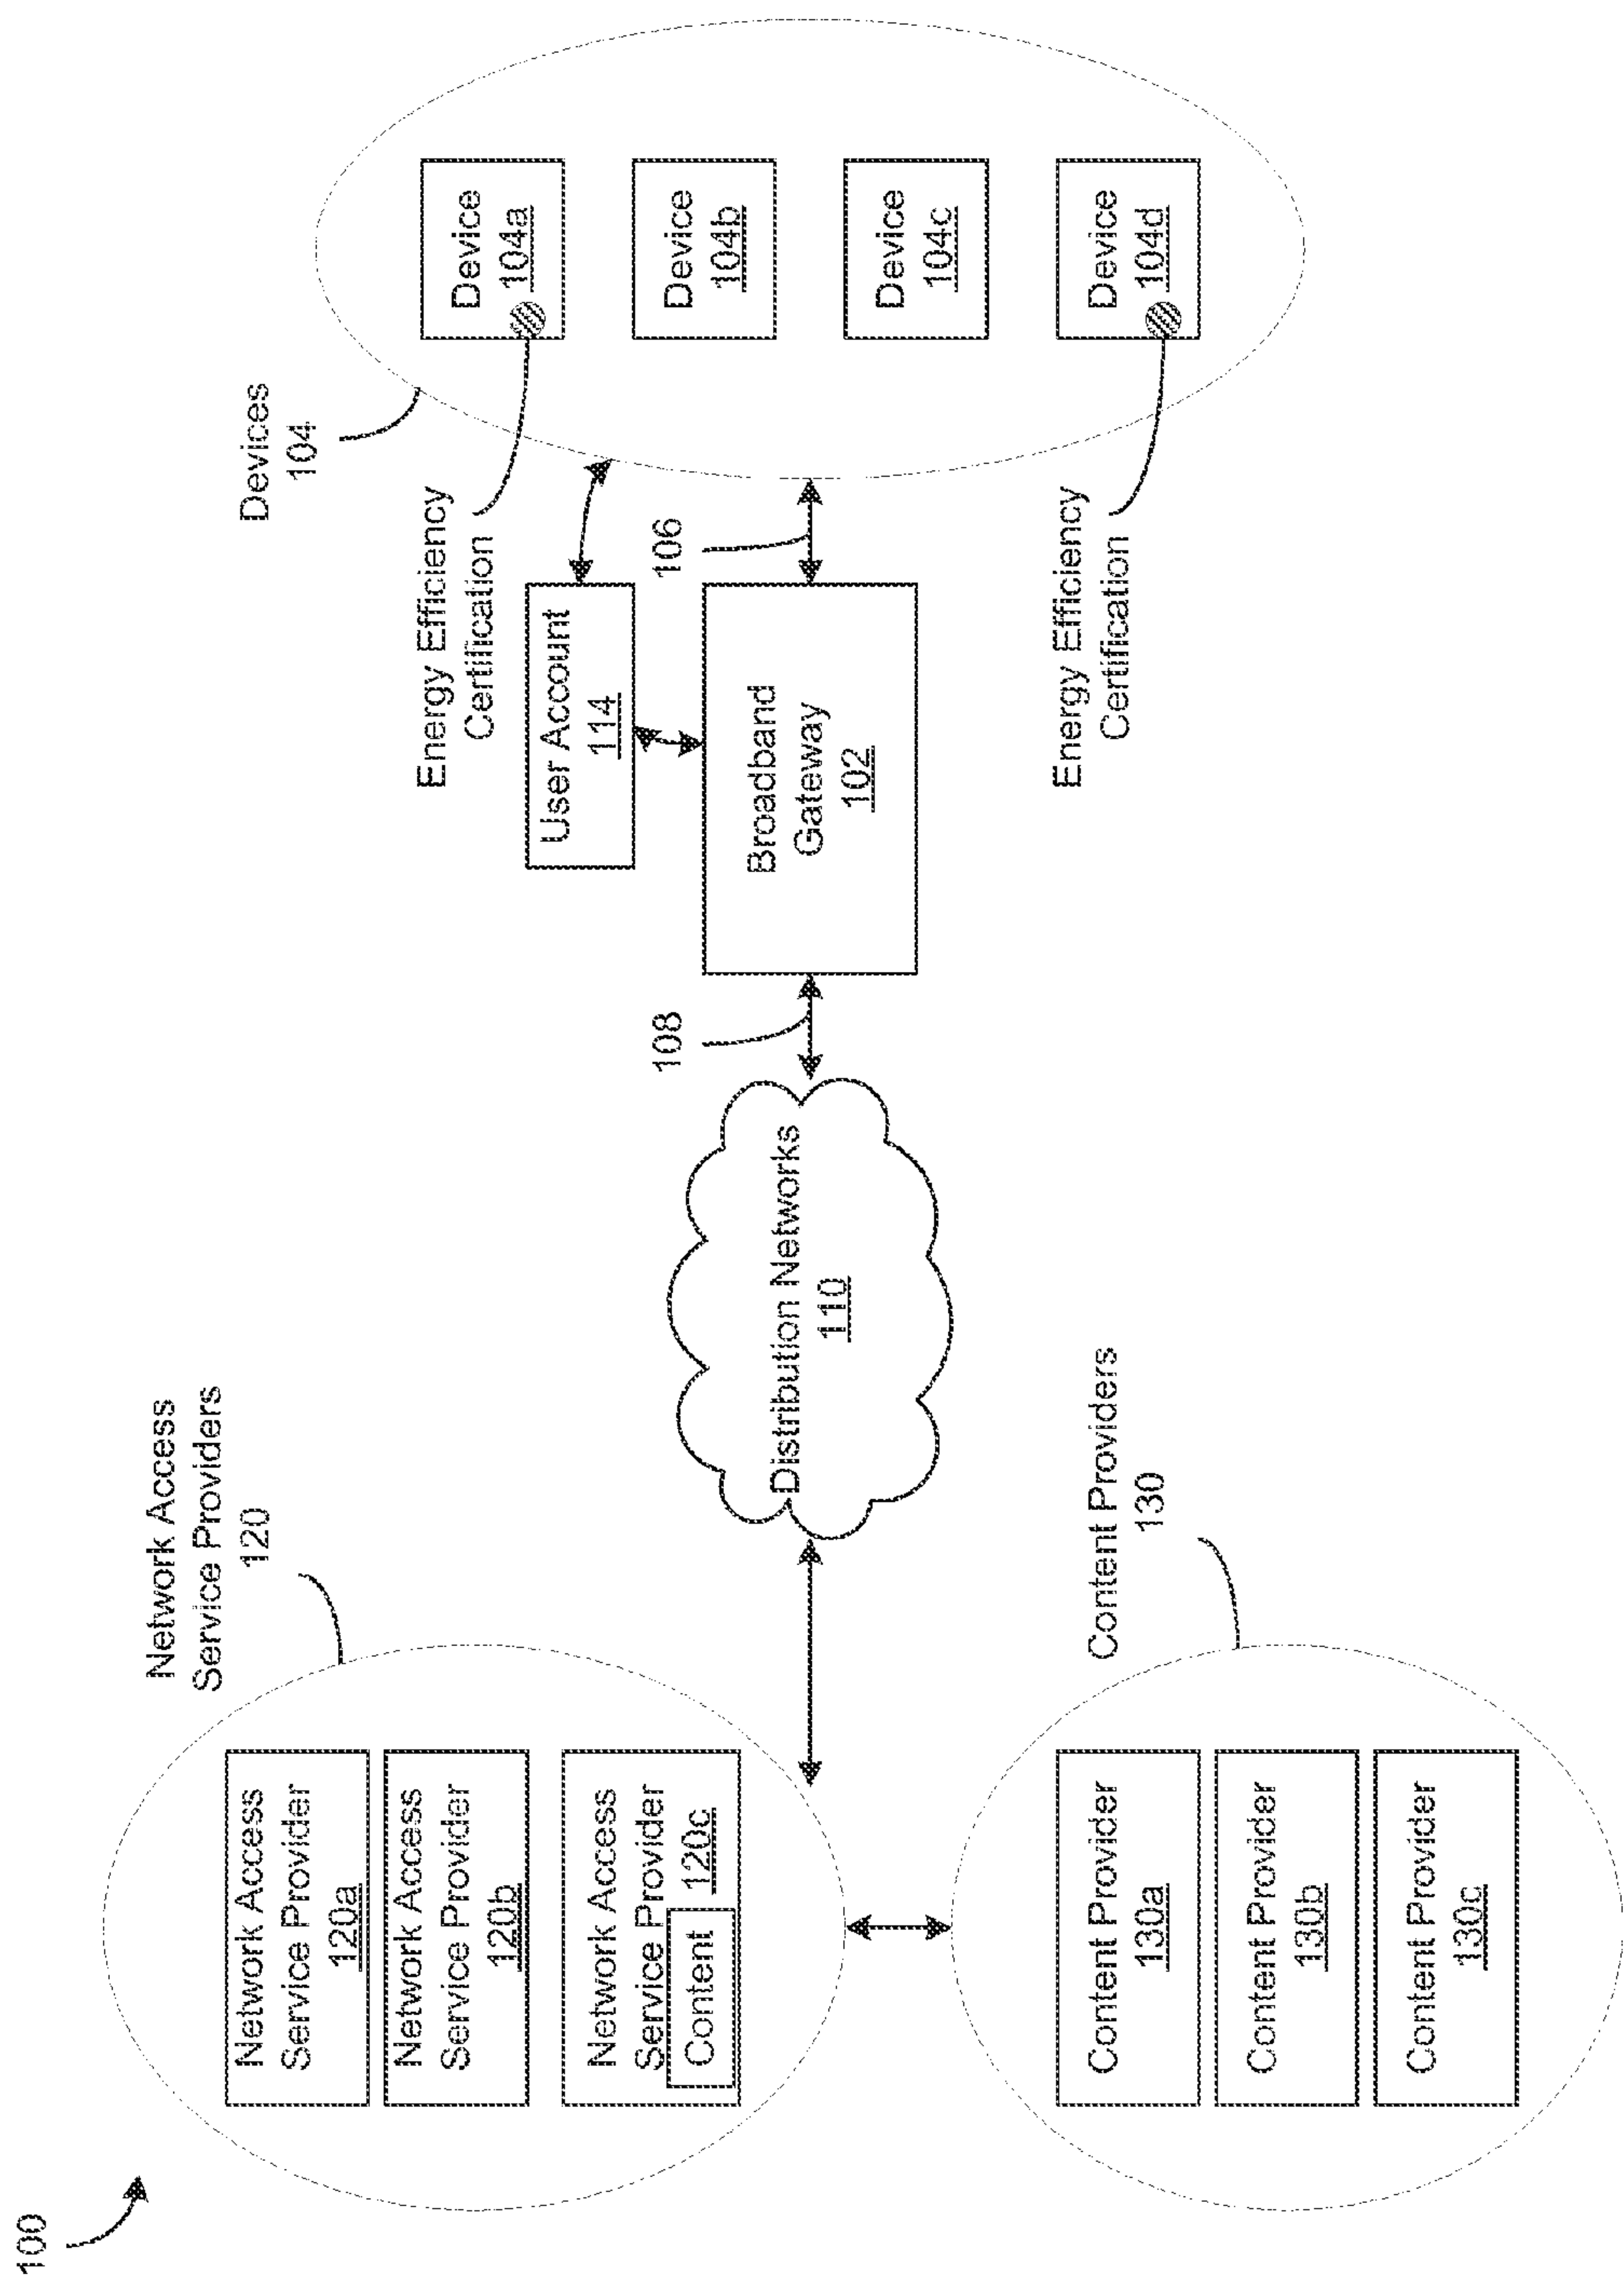 100
Network Access
Service Providers
120
Network Access
Service Provider
120a
Network Access
Service Provider
120b
Network Access
Service Provider
Content 120c
Content Providers
130
Content Provider
130a
Content Provider
130b
Content Provider
130c
Distribution Networks
110
108
User Account
114
Broadband
Gateway
102
106
Devices
104
Energy Efficiency
Certification
Energy Efficiency
Certification
Device
104a
Device
104b
Device
104c
Device
104d